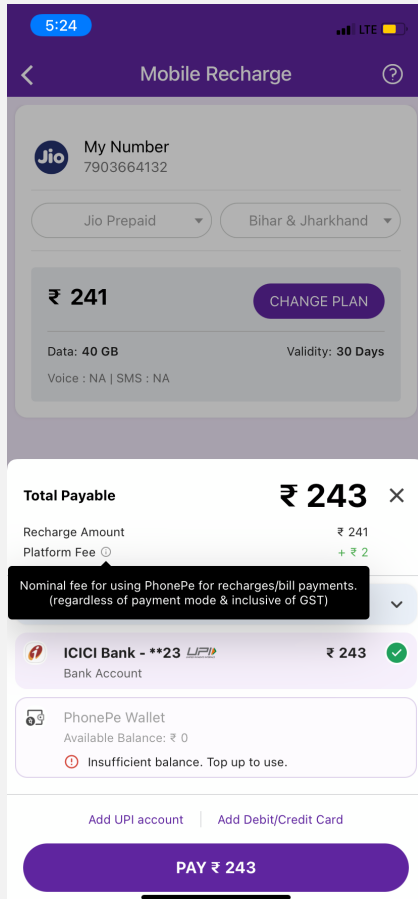 5:24
LTE
Mobile Recharge
?
Jio
My Number
7903664132
Jio Prepaid
Bihar & Jharkhand
₹ 241
CHANGE PLAN
Data: 40 GB
Validity: 30 Days
Voice : NA | SMS : NA
Total Payable
₹ 243
Recharge Amount
₹ 241
Platform Fee
+ ₹ 2
Nominal fee for using PhonePe for recharges/bill payments.
(regardless of payment mode & inclusive of GST)
ICICI Bank - **23 UPI
₹ 243
Bank Account
PhonePe Wallet
Available Balance: ₹ 0
Insufficient balance. Top up to use.
Add UPI account
Add Debit/Credit Card
PAY ₹ 243